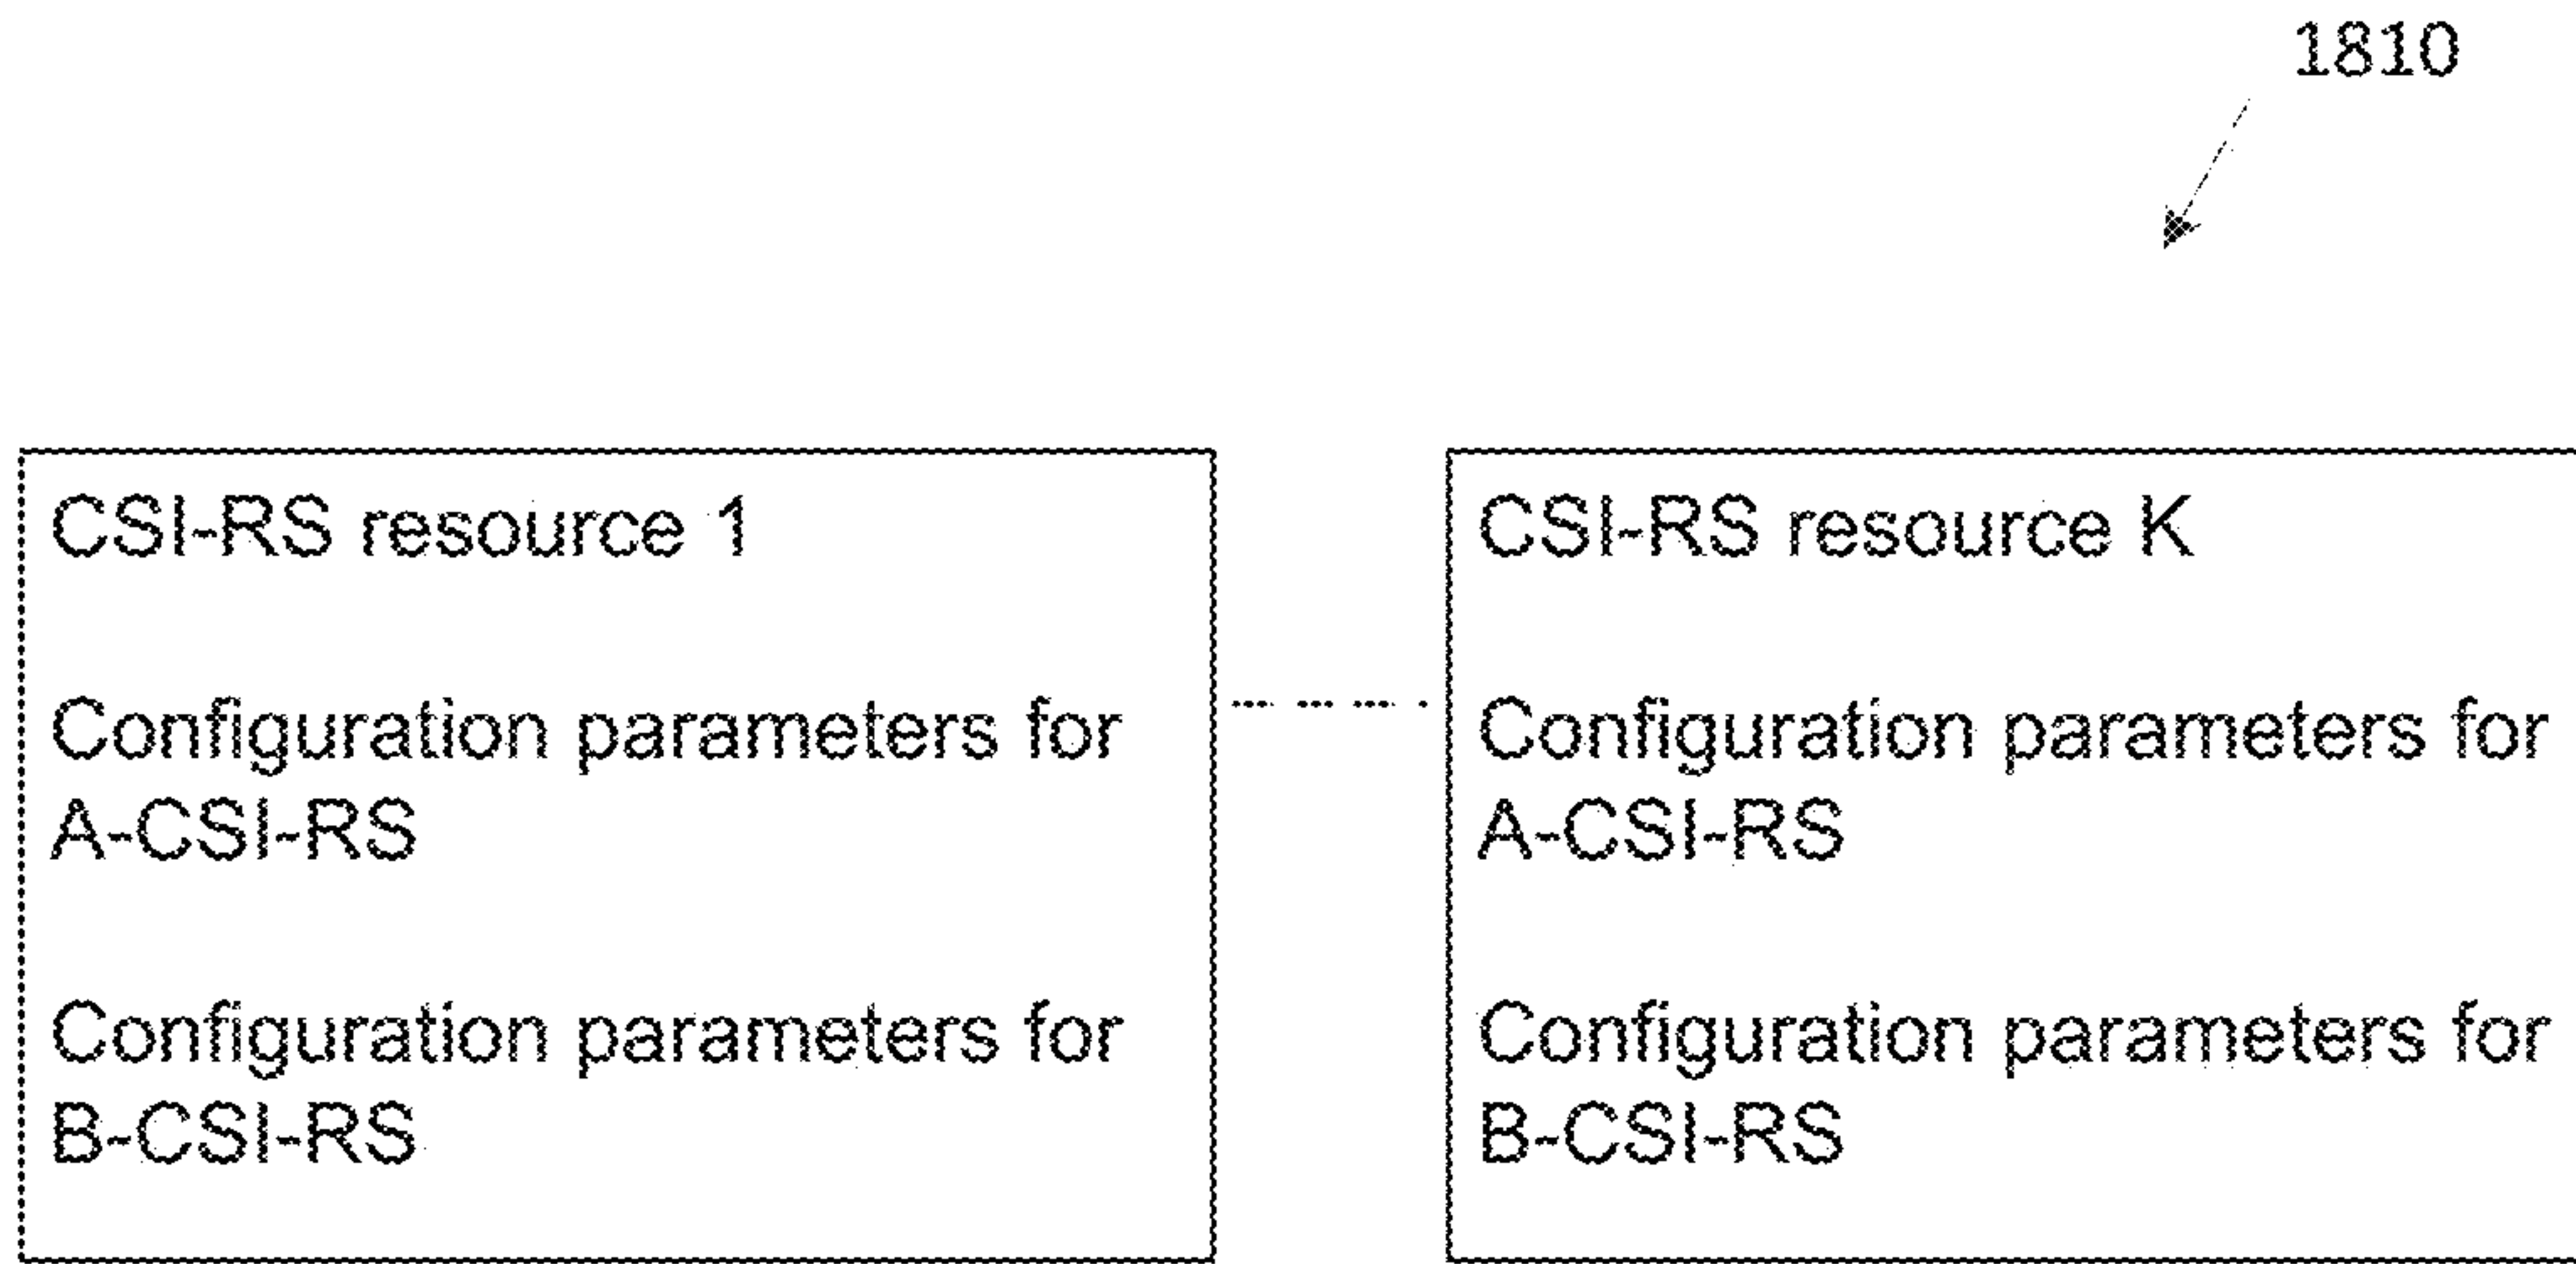 1810
CSI-RS resource 1
Configuration parameters for
A-CSI-RS
Configuration parameters for
B-CSI-RS
CSI-RS resource K
Configuration parameters for
A-CSI-RS
Configuration parameters for
B-CSI-RS